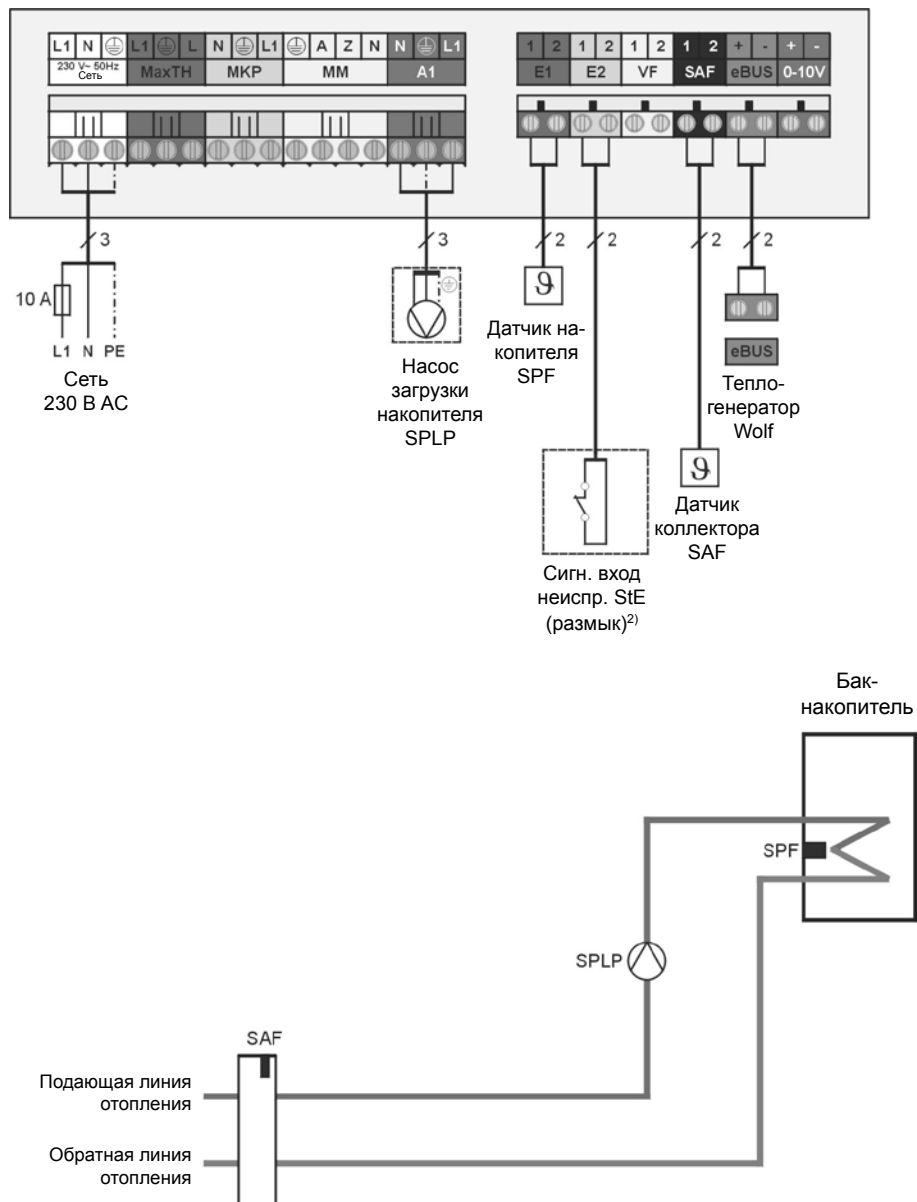 L1 N L1 L N L1 A Z N N L1
230 V~ 50Hz
Сеть
MaxTH MKP MM A1
1 2 1 2 1 2 1 2 + - + -
E1 E2 VF SAF eBUS 0-10V
3 3 2 2 2 2
10 A
L1 N PE
Сеть
230 В AC
Насос
загрузки
накопителя
SPLP
Датчик на-
копителя
SPF
Сигн. вход
неиспр. StE
(размык)2)
Датчик
коллектора
SAF
eBUS
Тепло-
генератор
Wolf
Бак-
накопитель
SPF
SPLP
SAF
Подающая линия
отопления
Обратная линия
отопления